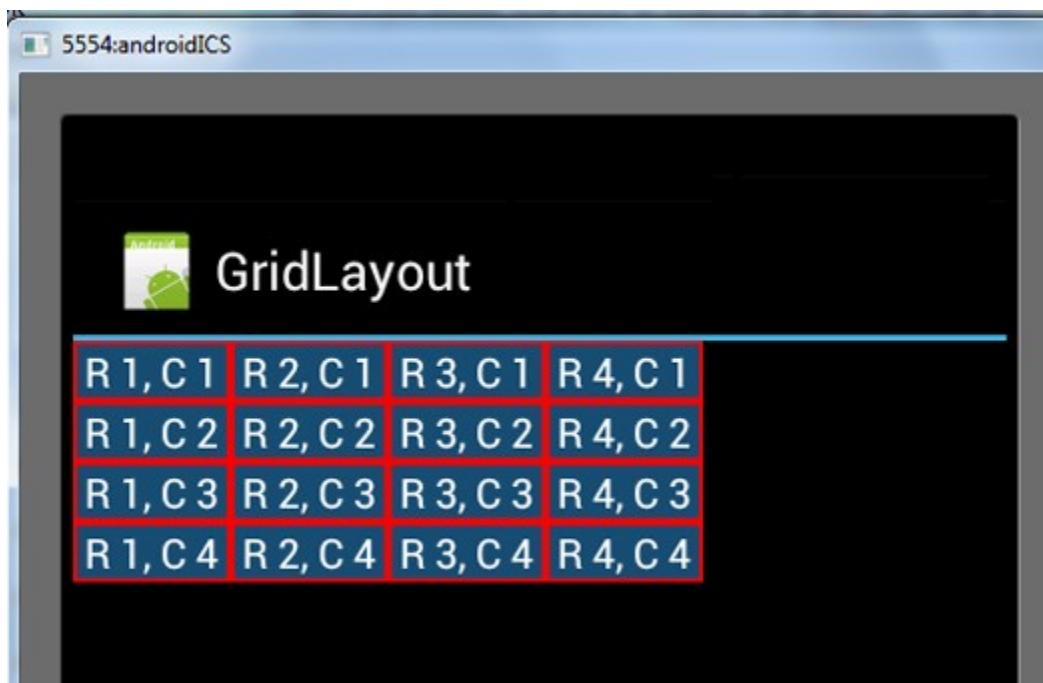 5554:androidICS
Android
GridLayout
R 1, C 1 R 2, C 1 R 3, C 1 R 4, C 1
R 1, C 2 R 2, C 2 R 3, C 2 R 4, C 2
R 1, C 3 R 2, C 3 R 3, C 3 R 4, C 3
R 1, C 4 R 2, C 4 R 3, C 4 R 4, C 4